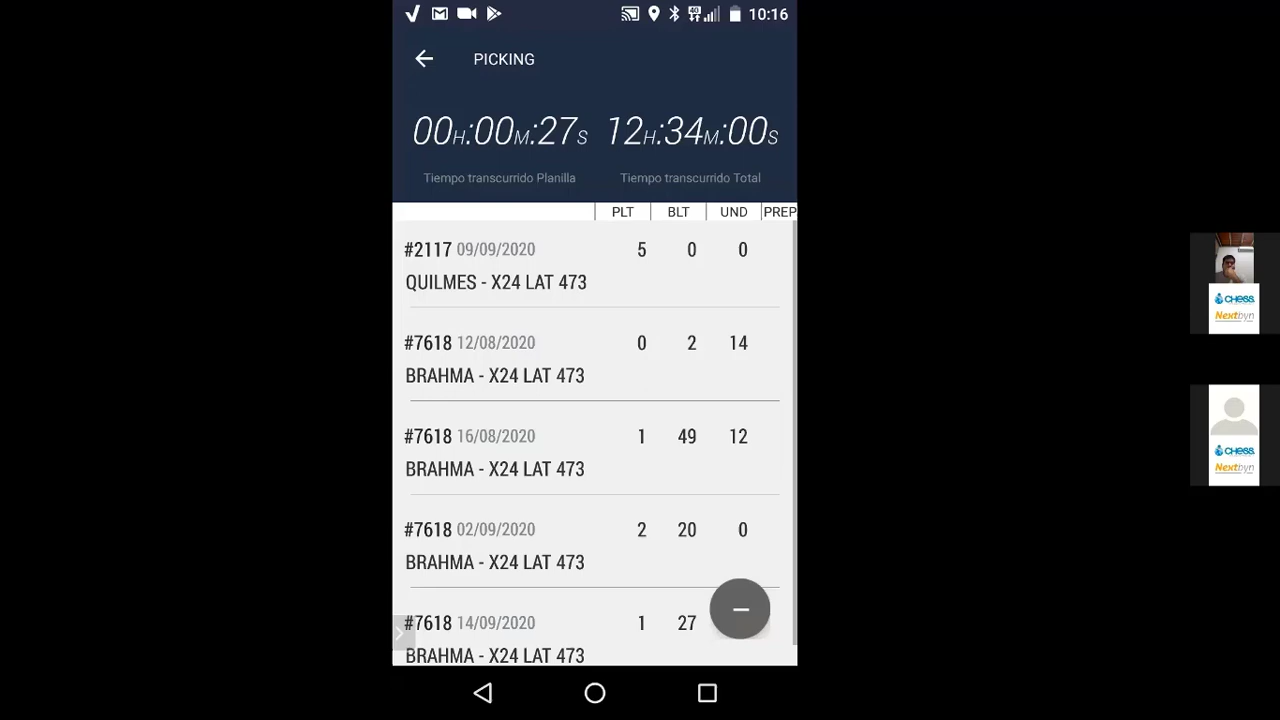 10:16
PICKING
00H:00M:27S 12H:34M:00S
Tiempo transcurrido Planilla Tiempo transcurrido Total
PLT BLT UND PREP
#2117 09/09/2020 5 0 0
QUILMES - X24 LAT 473
#7618 12/08/2020 0 2 14
BRAHMA - X24 LAT 473
#7618 16/08/2020 1 49 12
BRAHMA - X24 LAT 473
#7618 02/09/2020 2 20 0
BRAHMA - X24 LAT 473
#7618 14/09/2020 1 27
BRAHMA - X24 LAT 473
CHESS
Nextbyn
CHESS
Nextbyn